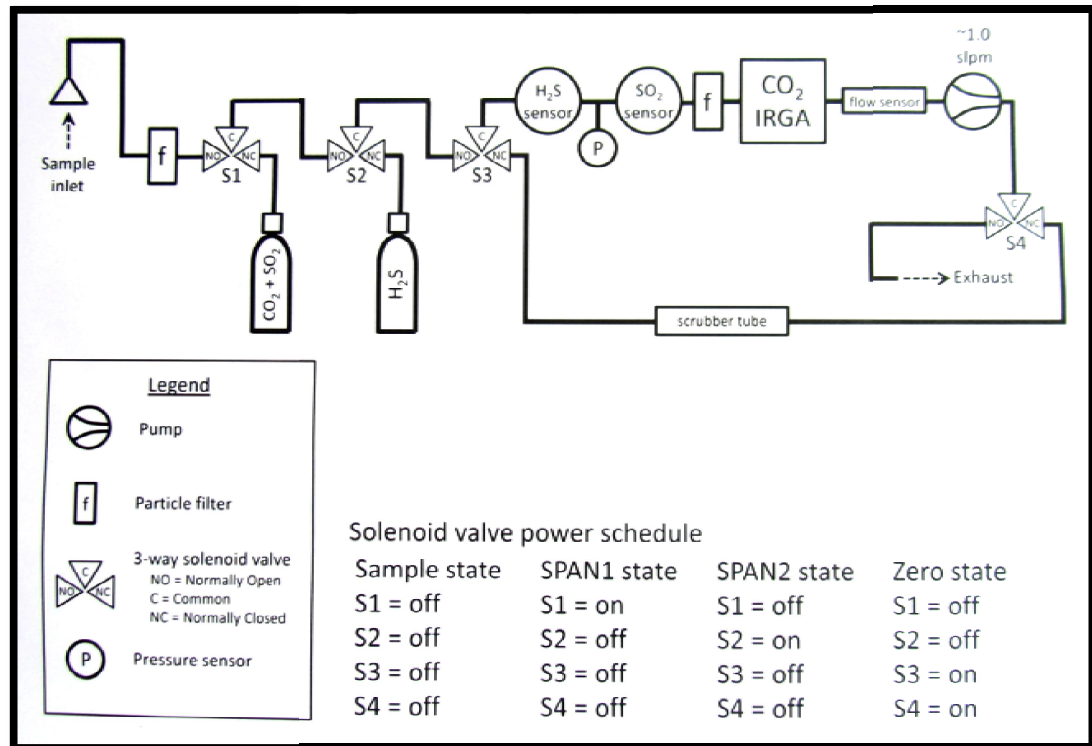 ~1.0
slpm
H₂S
sensor
SO₂
sensor
f
CO₂
IRGA
flow sensor
P
Sample
inlet
f
C
NO
NC
S1
C
NO
NC
S2
C
NO
NC
S3
C
NO
NC
S4
CO₂ + SO₂
H₂S
Exhaust
scrubber tube
Legend
Pump
f
Particle filter
C
NO
NC
3-way solenoid valve
NO = Normally Open
C = Common
NC = Normally Closed
P
Pressure sensor
Solenoid valve power schedule
Sample state SPAN1 state SPAN2 state Zero state
S1 = off S1 = on S1 = off S1 = off
S2 = off S2 = off S2 = on S2 = off
S3 = off S3 = off S3 = off S3 = on
S4 = off S4 = off S4 = off S4 = on